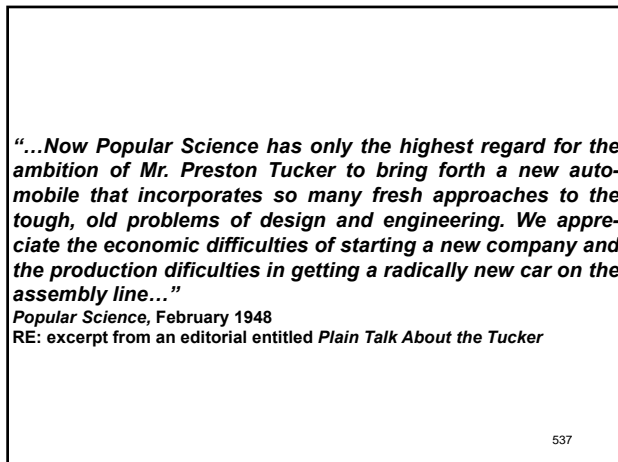 “…Now Popular Science has only the highest regard for the
ambition of Mr. Preston Tucker to bring forth a new auto-
mobile that incorporates so many fresh approaches to the
tough, old problems of design and engineering. We appre-
ciate the economic difficulties of starting a new company and
the production dificulties in getting a radically new car on the
assembly line…”
Popular Science, February 1948
RE: excerpt from an editorial entitled Plain Talk About the Tucker
537